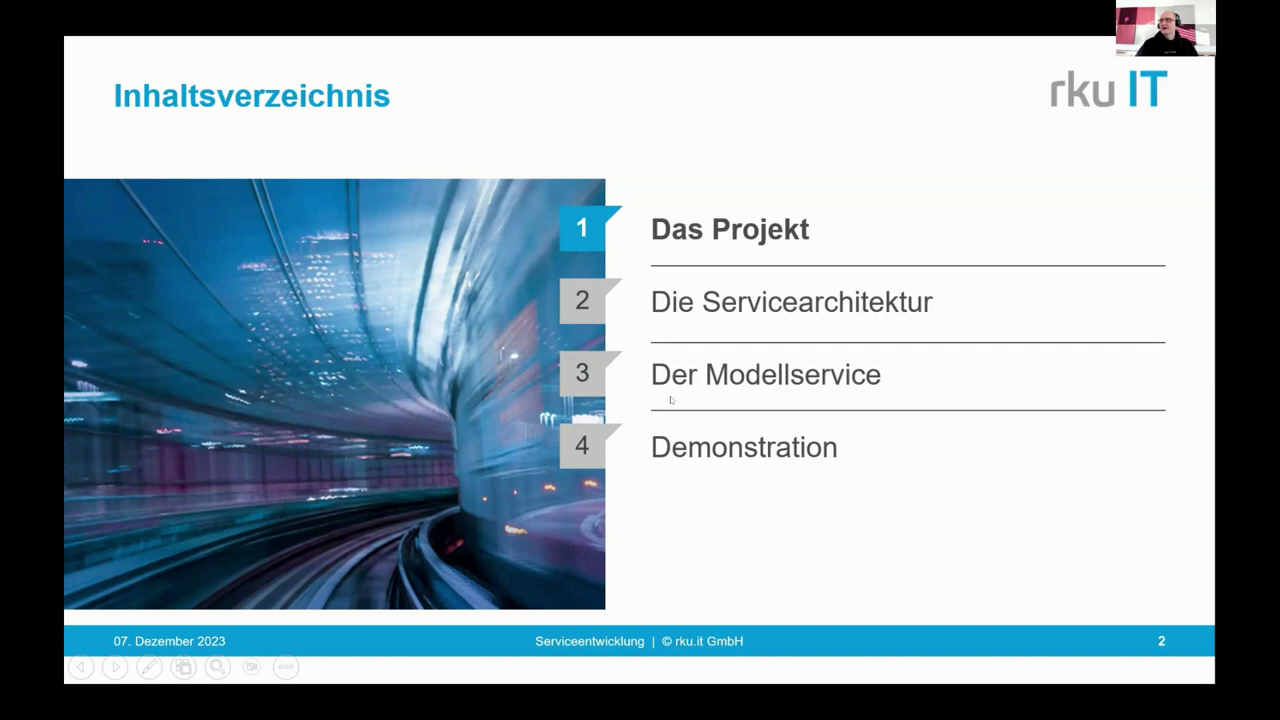 Inhaltsverzeichnis
rku IT
1 Das Projekt
2 Die Servicearchitektur
3 Der Modellservice
4 Demonstration
07. Dezember 2023
Serviceentwicklung | © rku.it GmbH
2